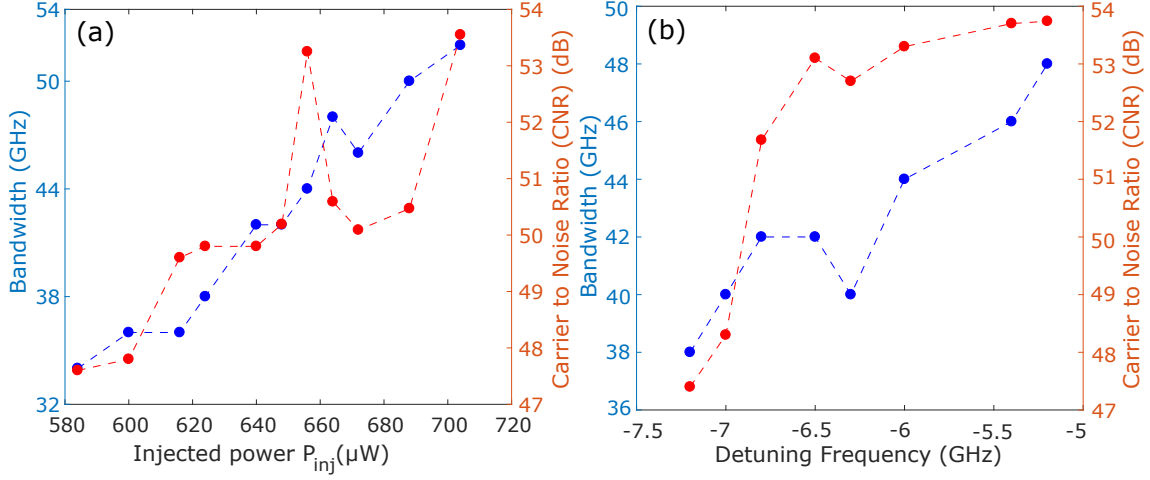 (a)
Bandwidth (GHz)
54
50
44
38
32
580 600 620 640 660 680 700 720
Injected power Pinj(µW)
54
53
52
51
50
49
48
47
Carrier to Noise Ratio (CNR) (dB)
(b)
Bandwidth (GHz)
50
48
46
44
42
40
38
36
-7.5 -7 -6.5 -6 -5.5 -5
Detuning Frequency (GHz)
54
53
52
51
50
49
48
47
Carrier to Noise Ratio (CNR) (dB)